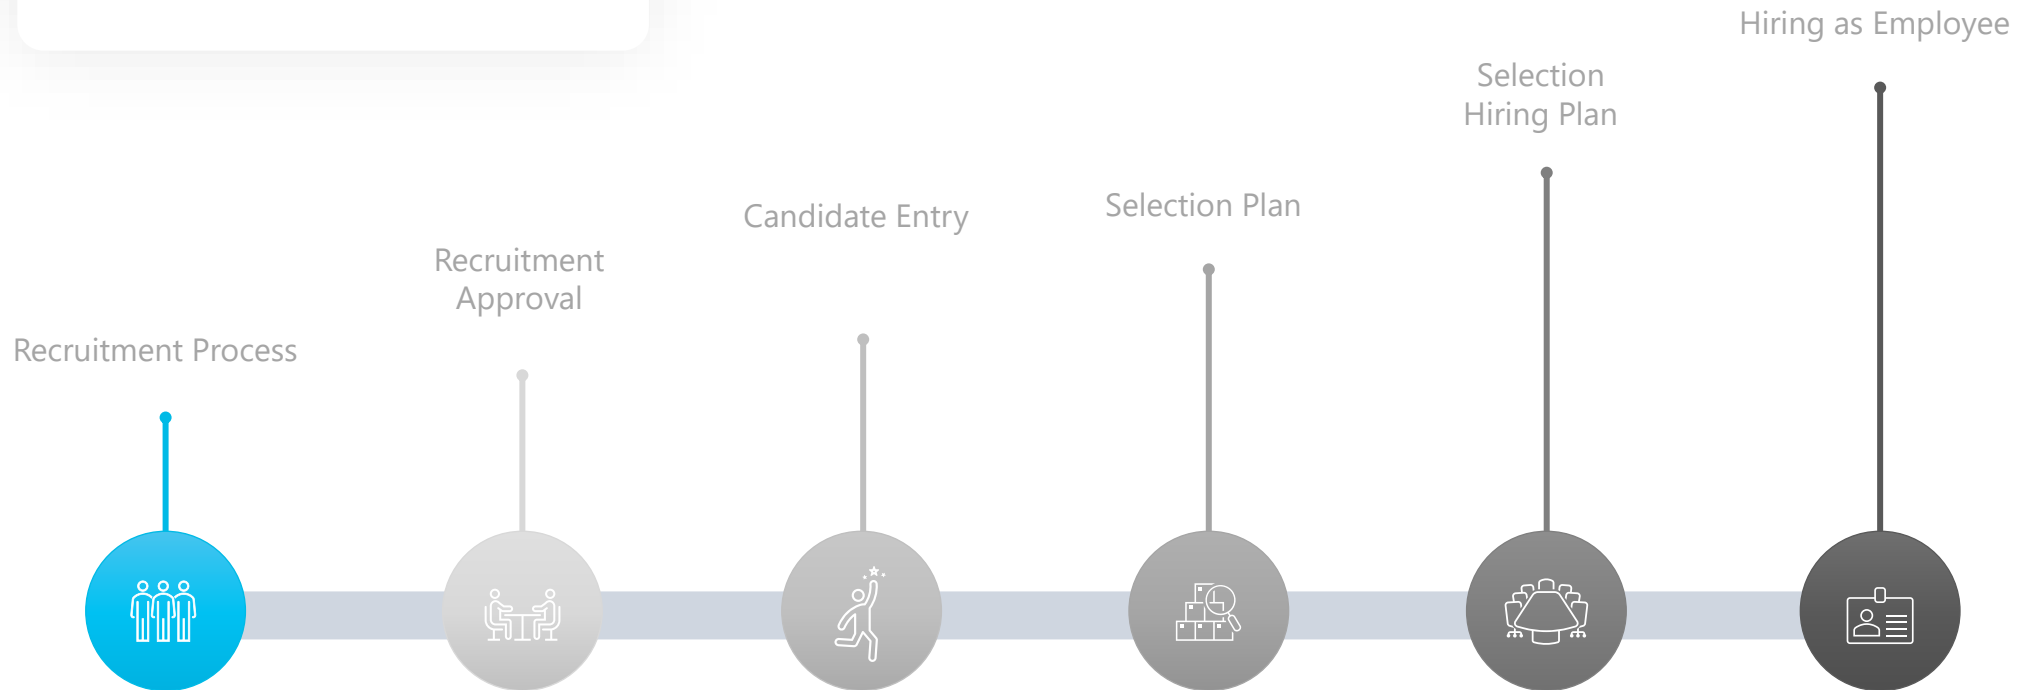 Recruitment Process
Recruitment
Approval
Candidate Entry
Selection Plan
Selection
Hiring Plan
Hiring as Employee